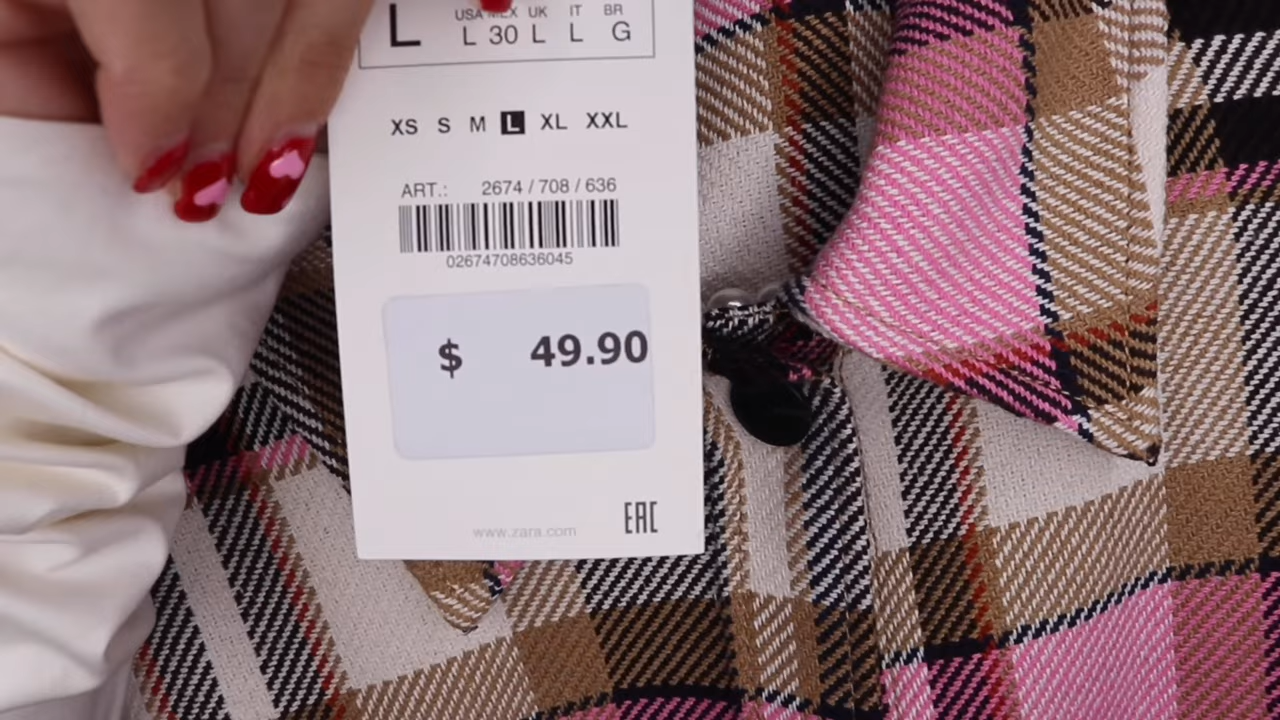 USA MEX UK IT BR
L L 30 L L G
XS S M L XL XXL
ART.: 2674 / 708 / 636
02674708636045
$ 49.90
EAC
www.zara.com